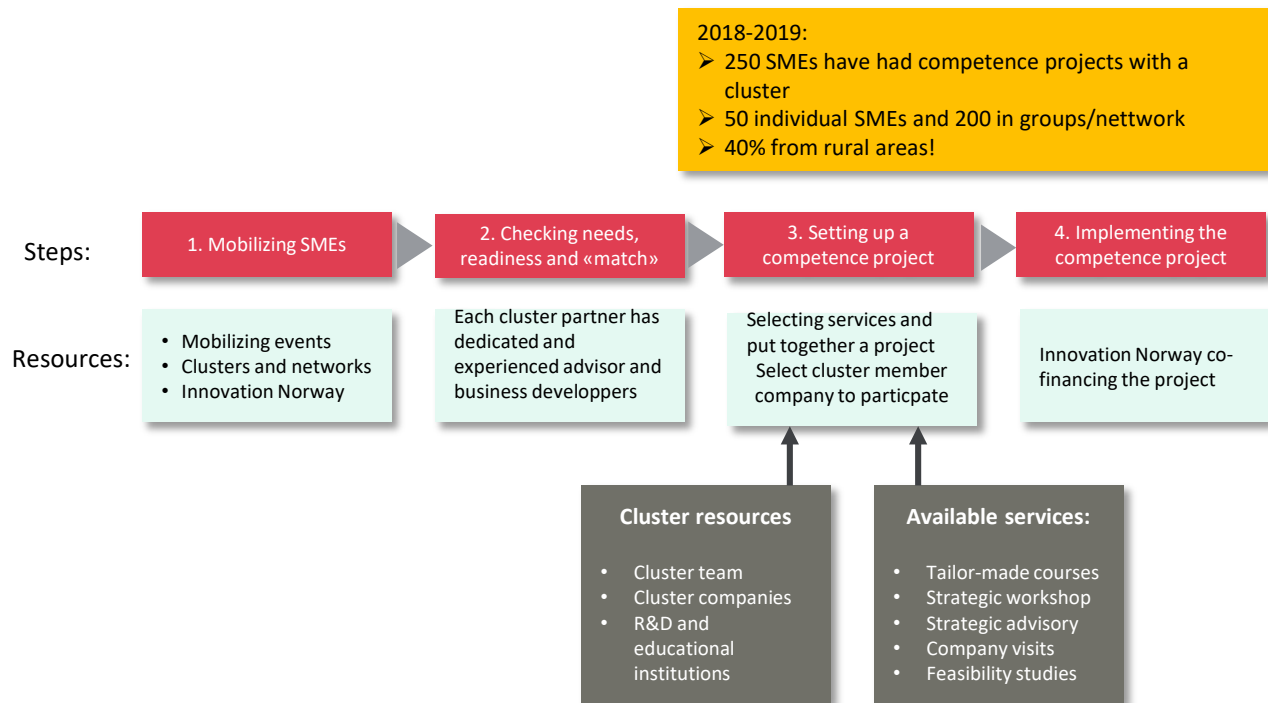 2018-2019:
➢ 250 SMEs have had competence projects with a
cluster
➢ 50 individual SMEs and 200 in groups/nettwork
➢ 40% from rural areas!
Steps:
1. Mobilizing SMEs
2. Checking needs,
readiness and «match»
3. Setting up a
competence project
4. Implementing the
competence project
Resources:
• Mobilizing events
• Clusters and networks
• Innovation Norway
Each cluster partner has
dedicated and
experienced advisor and
business developpers
Selecting services and
put together a project
Select cluster member
company to particpate
Innovation Norway co-
financing the project
Cluster resources
• Cluster team
• Cluster companies
• R&D and
educational
institutions
Available services:
• Tailor-made courses
• Strategic workshop
• Strategic advisory
• Company visits
• Feasibility studies